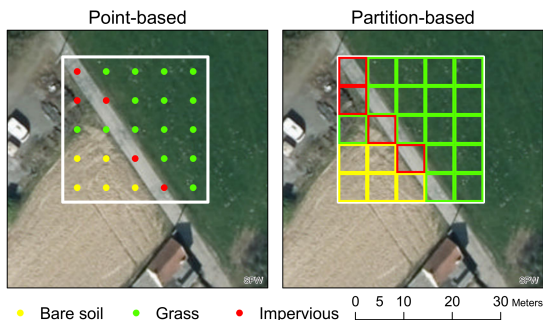 Point-based
Partition-based
SPW
SPW
Bare soil
Grass
Impervious
0 5 10 20 30 Meters